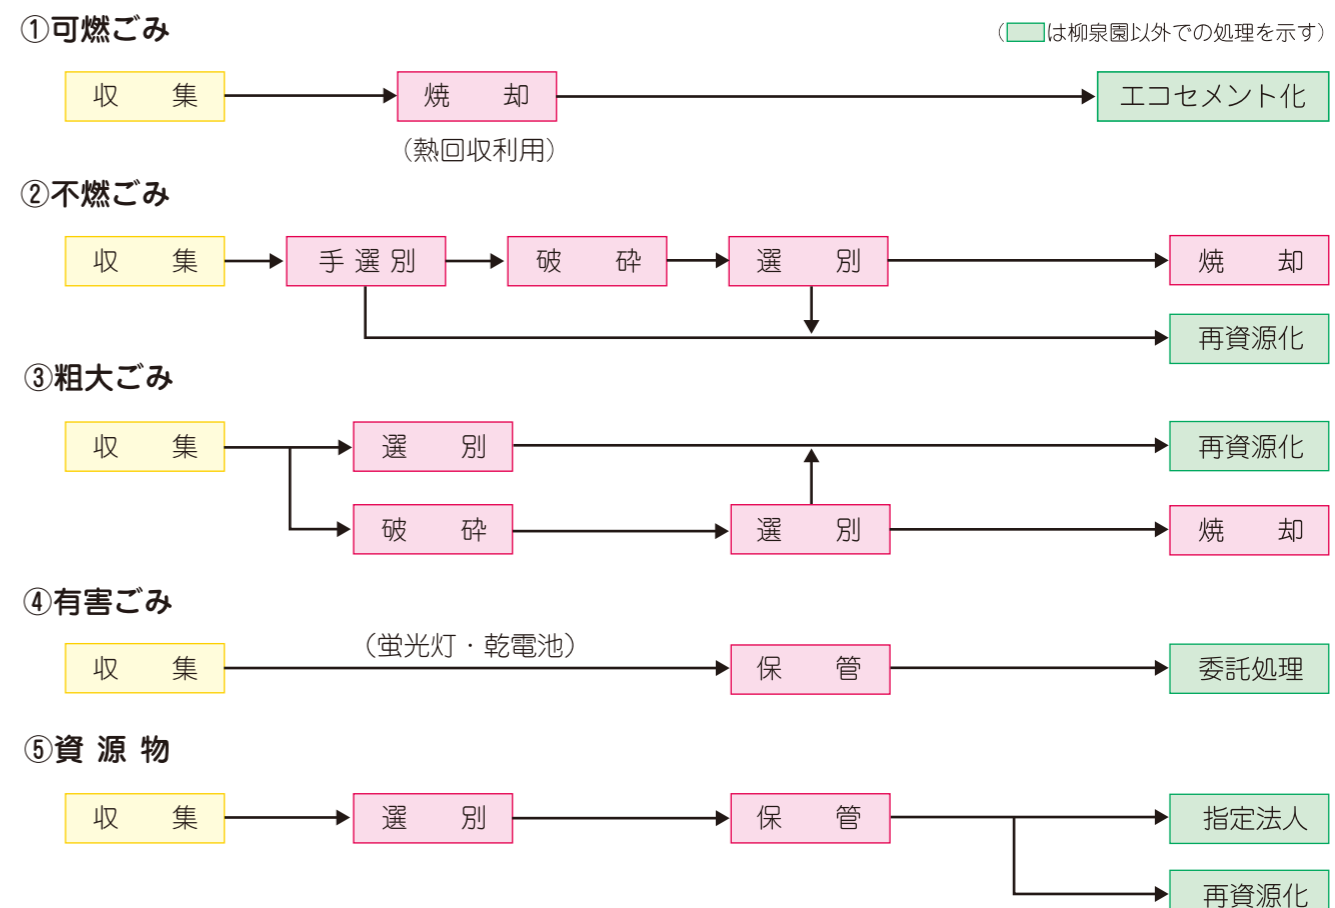 ①可燃ごみ
（　は柳泉園以外での処理を示す）
収集
焼却
エコセメント化
（熱回収利用）
②不燃ごみ
収集
手選別
破砕
選別
焼却
再資源化
③粗大ごみ
収集
選別
再資源化
破砕
選別
焼却
④有害ごみ
収集
（蛍光灯・乾電池）
保管
委託処理
⑤資源物
収集
選別
保管
指定法人
再資源化